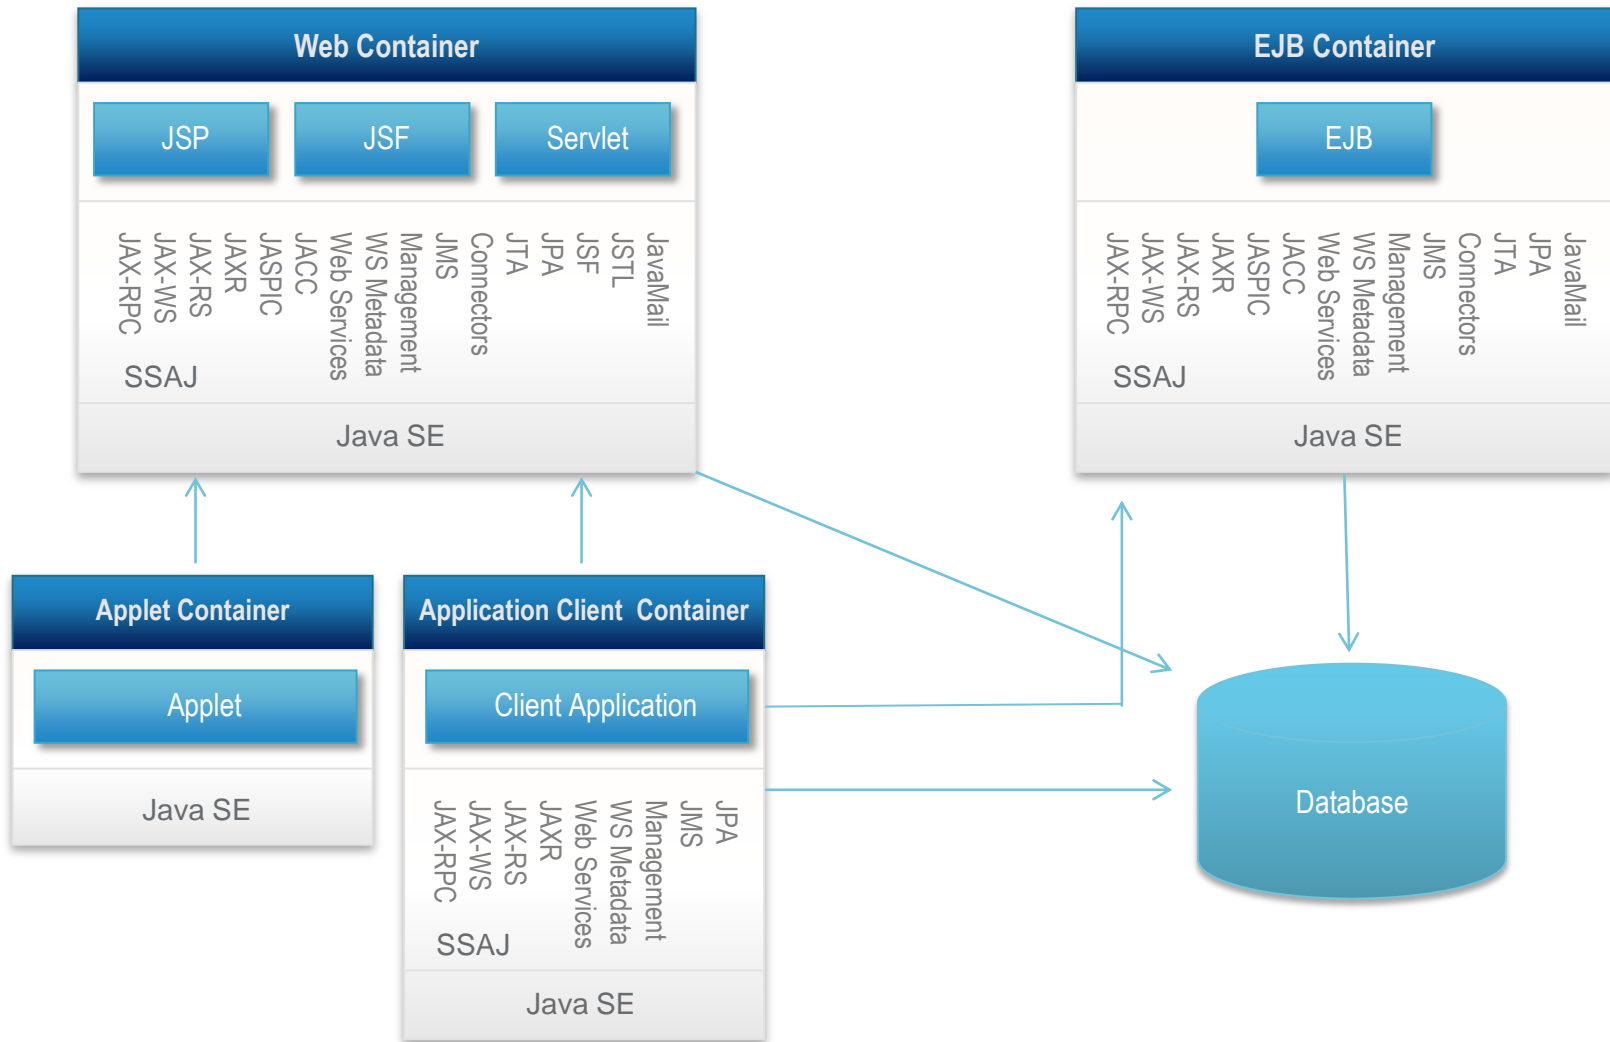 Web Container
JSP
JSF
Servlet
JAX-RPC
JAX-WS
JAX-RS
JAXR
JASPIC
JACC
Web Services
WS Metadata
Management
JMS
Connectors
JTA
JPA
JSF
JSTL
JavaMail
SSAJ
Java SE
EJB Container
EJB
JAX-RPC
JAX-WS
JAX-RS
JAXR
JASPIC
JACC
Web Services
WS Metadata
Management
JMS
Connectors
JTA
JPA
JavaMail
SSAJ
Java SE
Applet Container
Applet
Java SE
Application Client Container
Client Application
JAX-RPC
JAX-WS
JAX-RS
JAXR
Web Services
WS Metadata
Management
JMS
JPA
SSAJ
Java SE
Database